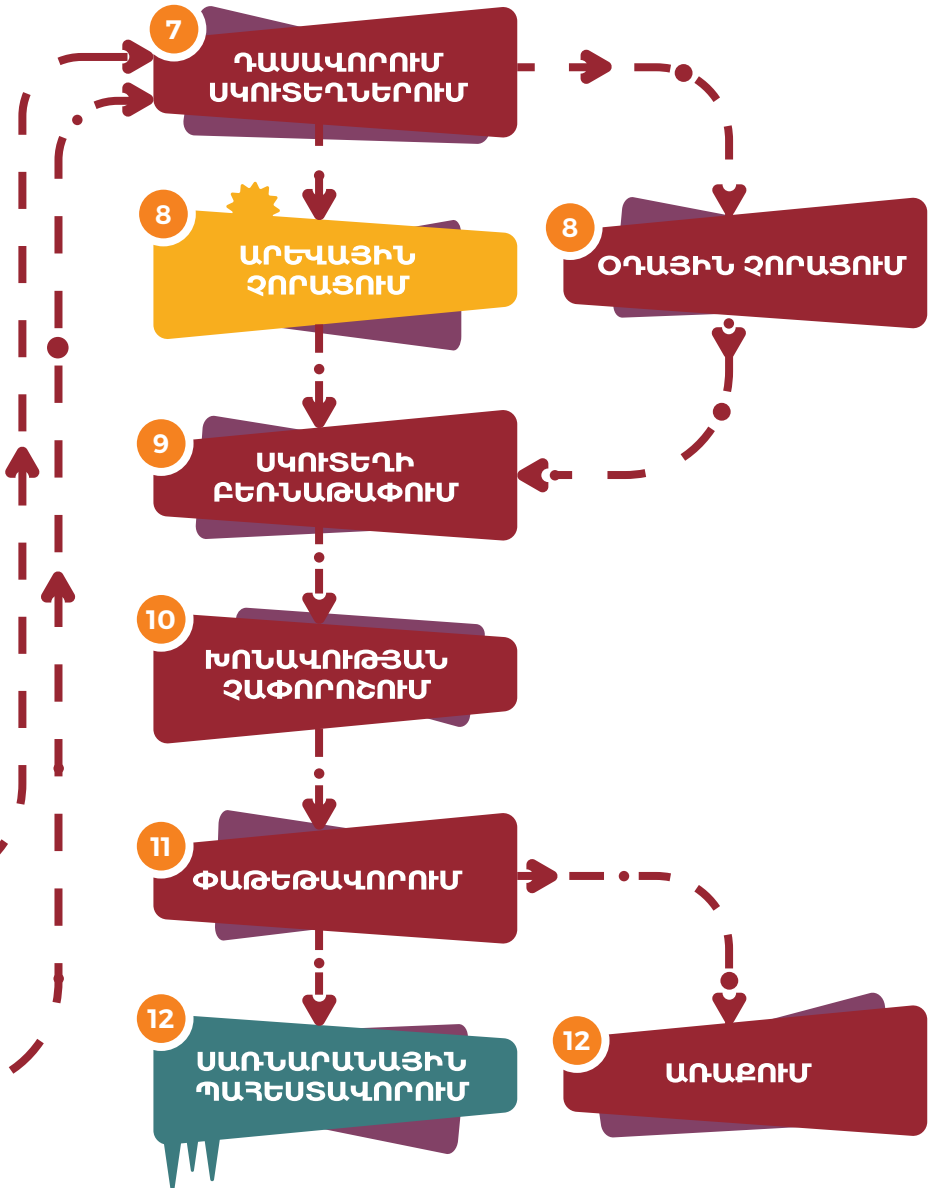 7
ԴԱՍԱՎՈՐՈՒՄ
ՍԿՈՒՏԵՂՆԵՐՈՒՄ
8
ԱՐԵՎԱՅԻՆ
ՉՈՐԱՑՈՒՄ
8
ՕԴԱՅԻՆ ՉՈՐԱՑՈՒՄ
9
ՍԿՈՒՏԵՂԻ
ԲԵՌՆԱԹԱՓՈՒՄ
10
ԽՈՆԱՎՈՒԹՅԱՆ
ՉԱՓՈՐՈՇՈՒՄ
11
ՓԱԹԵԹԱՎՈՐՈՒՄ
12
ՍԱՌՆԱՐԱՆԱՅԻՆ
ՊԱՀԵՍՏԱՎՈՐՈՒՄ
12
ԱՌԱՔՈՒՄ